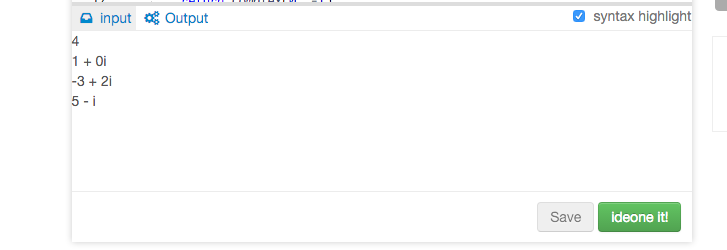 input Output syntax highlight
4
1 + 0i
-3 + 2i
5 - i
Save ideone it!